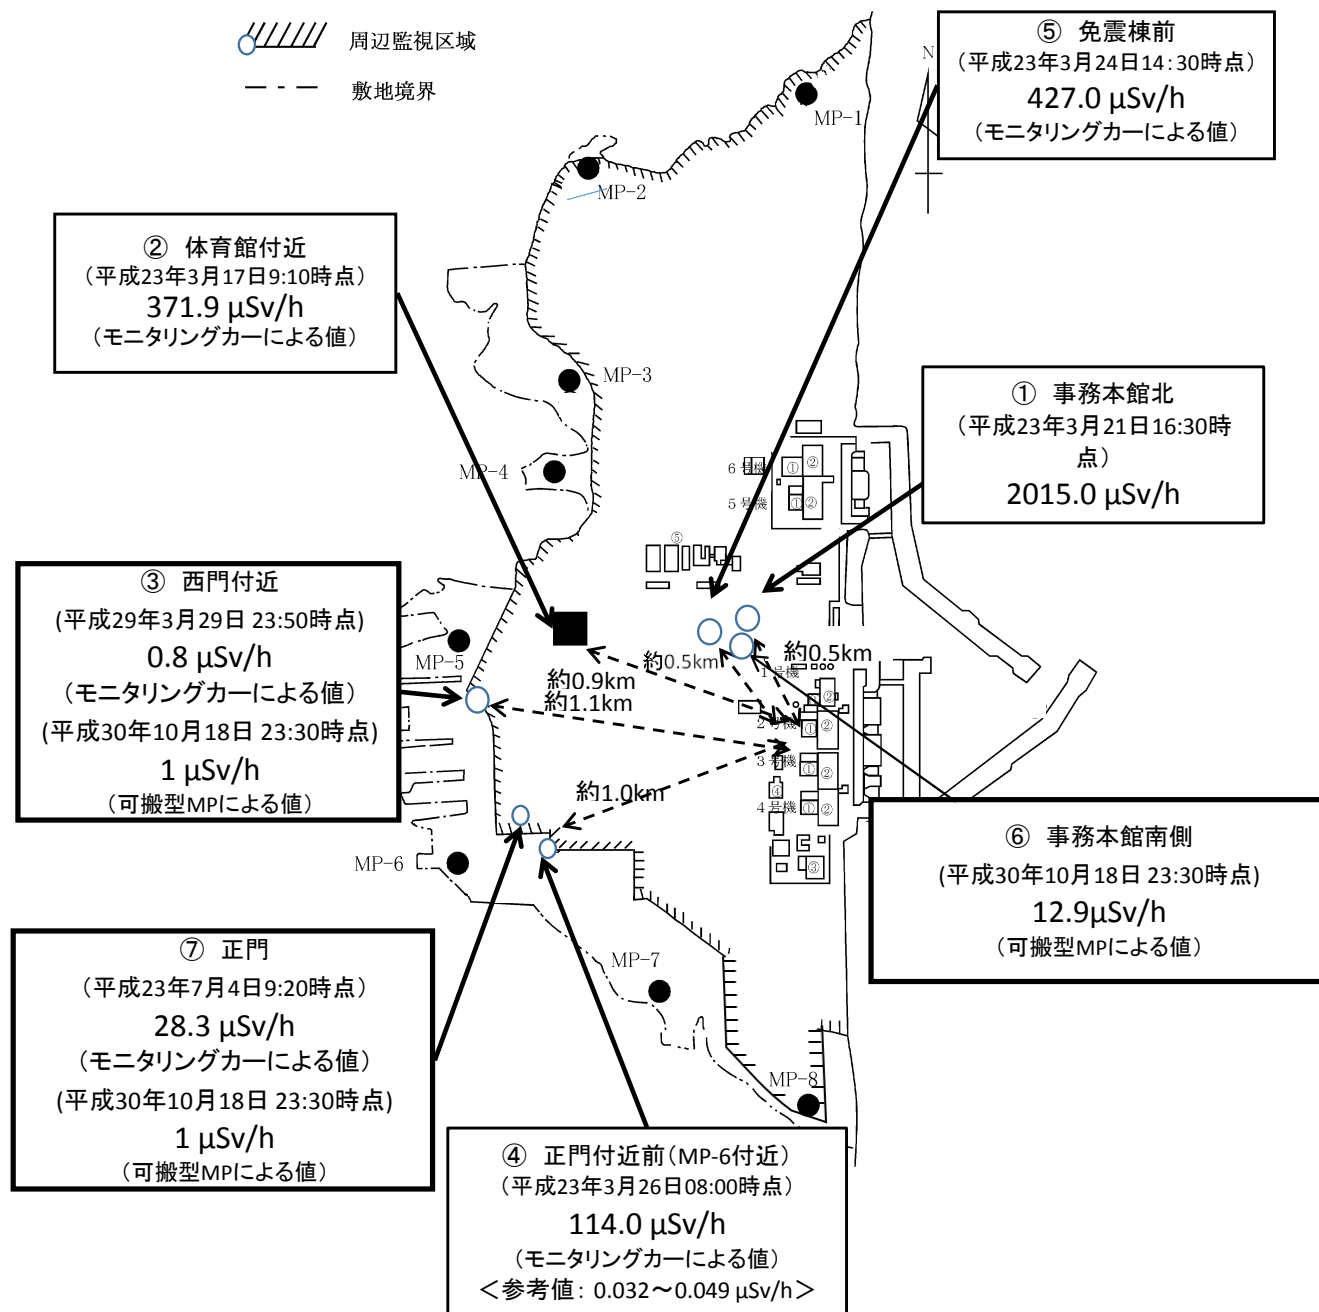 周辺監視区域
敷地境界
⑤ 免震棟前
（平成23年3月24日14：30時点）
427.0 μSv/h
（モニタリングカーによる値）
N
MP-1
MP-2
② 体育館付近
（平成23年3月17日9:10時点）
371.9 μSv/h
（モニタリングカーによる値）
MP-3
MP-4
① 事務本館北
（平成23年3月21日16:30時
点）
2015.0 μSv/h
6号機
① ②
5号機
① ②
⑤
③ 西門付近
(平成29年3月29日 23:50時点)
0.8 μSv/h
（モニタリングカーによる値）
(平成30年10月18日 23:30時点)
1 μSv/h
（可搬型MPによる値）
MP-5
約0.5km
約0.5km
約0.9km
約1.1km
1号機
②
2号機
① ②
3号機
① ②
約1.0km
④
4号機
① ②
③
MP-6
⑥ 事務本館南側
(平成30年10月18日 23:30時点)
12.9μSv/h
（可搬型MPによる値）
⑦ 正門
（平成23年7月4日9:20時点）
28.3 μSv/h
（モニタリングカーによる値）
(平成30年10月18日 23:30時点)
1 μSv/h
（可搬型MPによる値）
MP-7
MP-8
④ 正門付近前（MP-6付近）
（平成23年3月26日08:00時点）
114.0 μSv/h
（モニタリングカーによる値）
＜参考値： 0.032～0.049 μSv/h＞